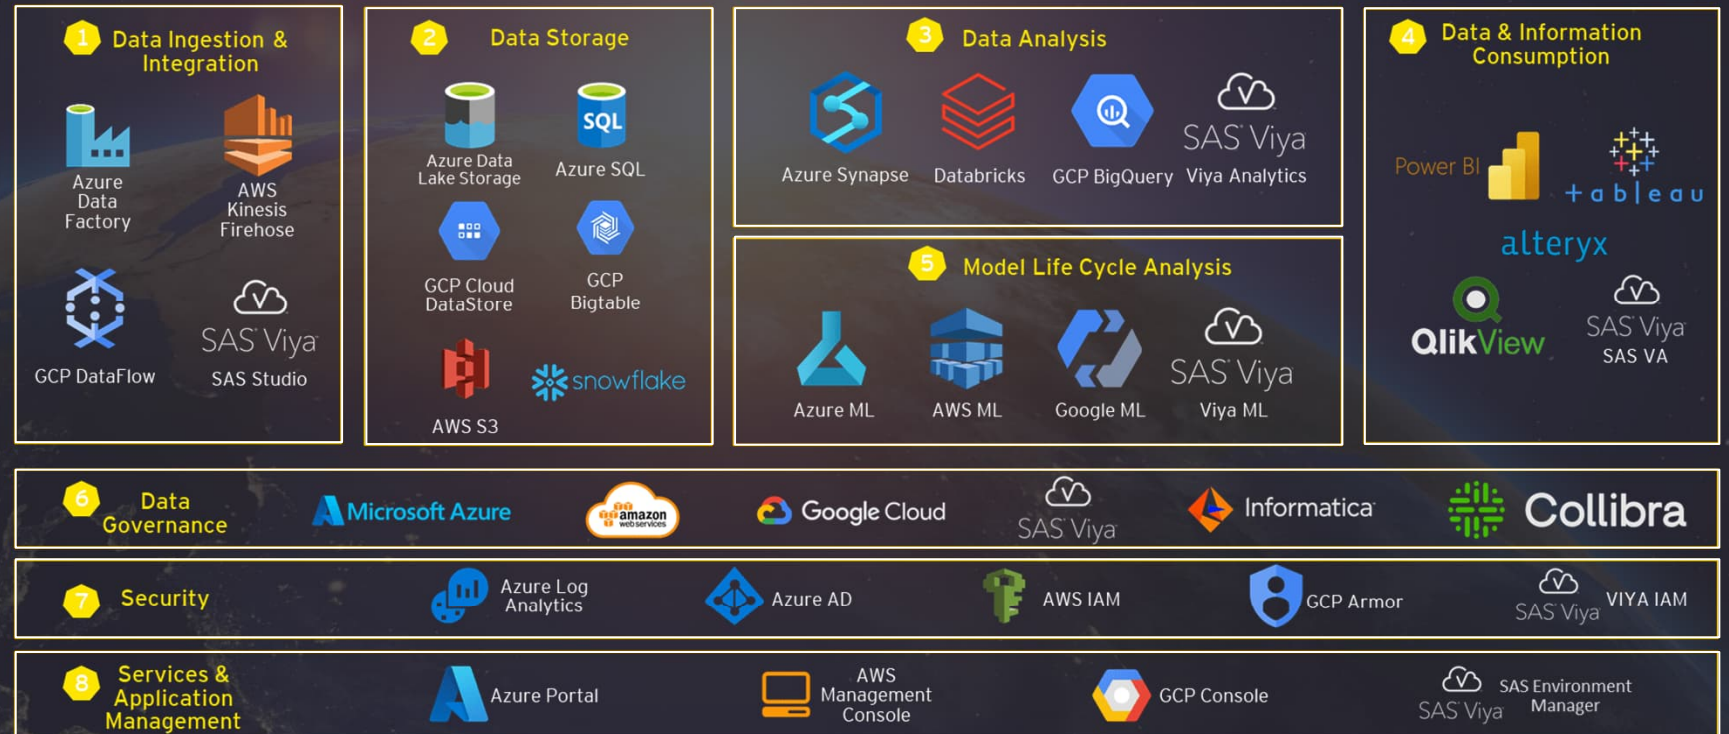 1
Data Ingestion &
Integration
Azure
Data
Factory
AWS
Kinesis
Firehose
GCP DataFlow
SAS Viya
SAS Studio
2
Data Storage
Azure Data
Lake Storage
SQL
Azure SQL
GCP Cloud
DataStore
GCP
Bigtable
AWS S3
snowflake
3
Data Analysis
Azure Synapse
Databricks
GCP BigQuery
SAS Viya
Viya Analytics
5
Model Life Cycle Analysis
Azure ML
AWS ML
Google ML
SAS Viya
Viya ML
4
Data & Information
Consumption
Power BI
+ableau
alteryx
QlikView
SAS Viya
SAS VA
6
Data
Governance
Microsoft Azure
amazon
web services
Google Cloud
SAS Viya
Informatica
Collibra
7
Security
Azure Log
Analytics
Azure AD
AWS IAM
GCP Armor
SAS Viya
VIYA IAM
8
Services &
Application
Management
Azure Portal
AWS
Management
Console
GCP Console
SAS Viya
SAS Environment
Manager